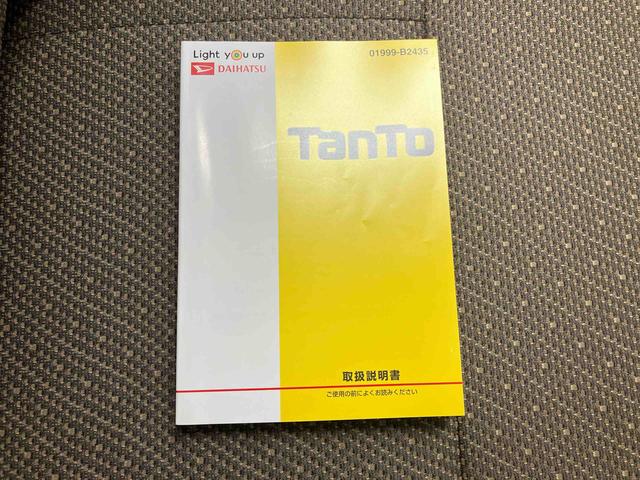 Light you up
DAIHATSU
01999-B2435
TanTo
取扱説明書
ご使用の前によくお読みください